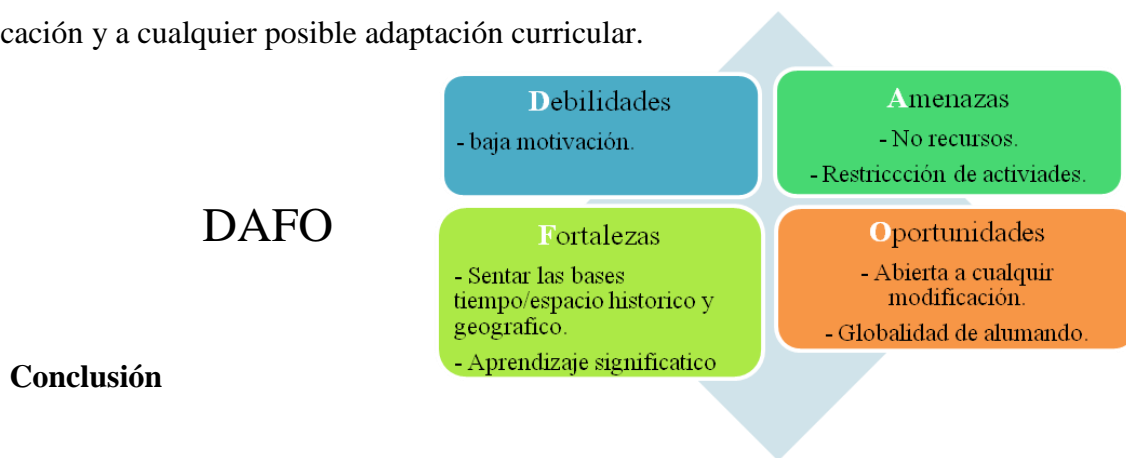 cación y a cualquier posible adaptación curricular.
Debilidades
- baja motivación.
Amenazas
- No recursos.
- Restriccción de activiades.
DAFO
Fortalezas
- Sentar las bases
tiempo/espacio historico y
geografico.
- Aprendizaje significatico
Oportunidades
- Abierta a cualquir
modificación.
- Globalidad de alumando.
Conclusión